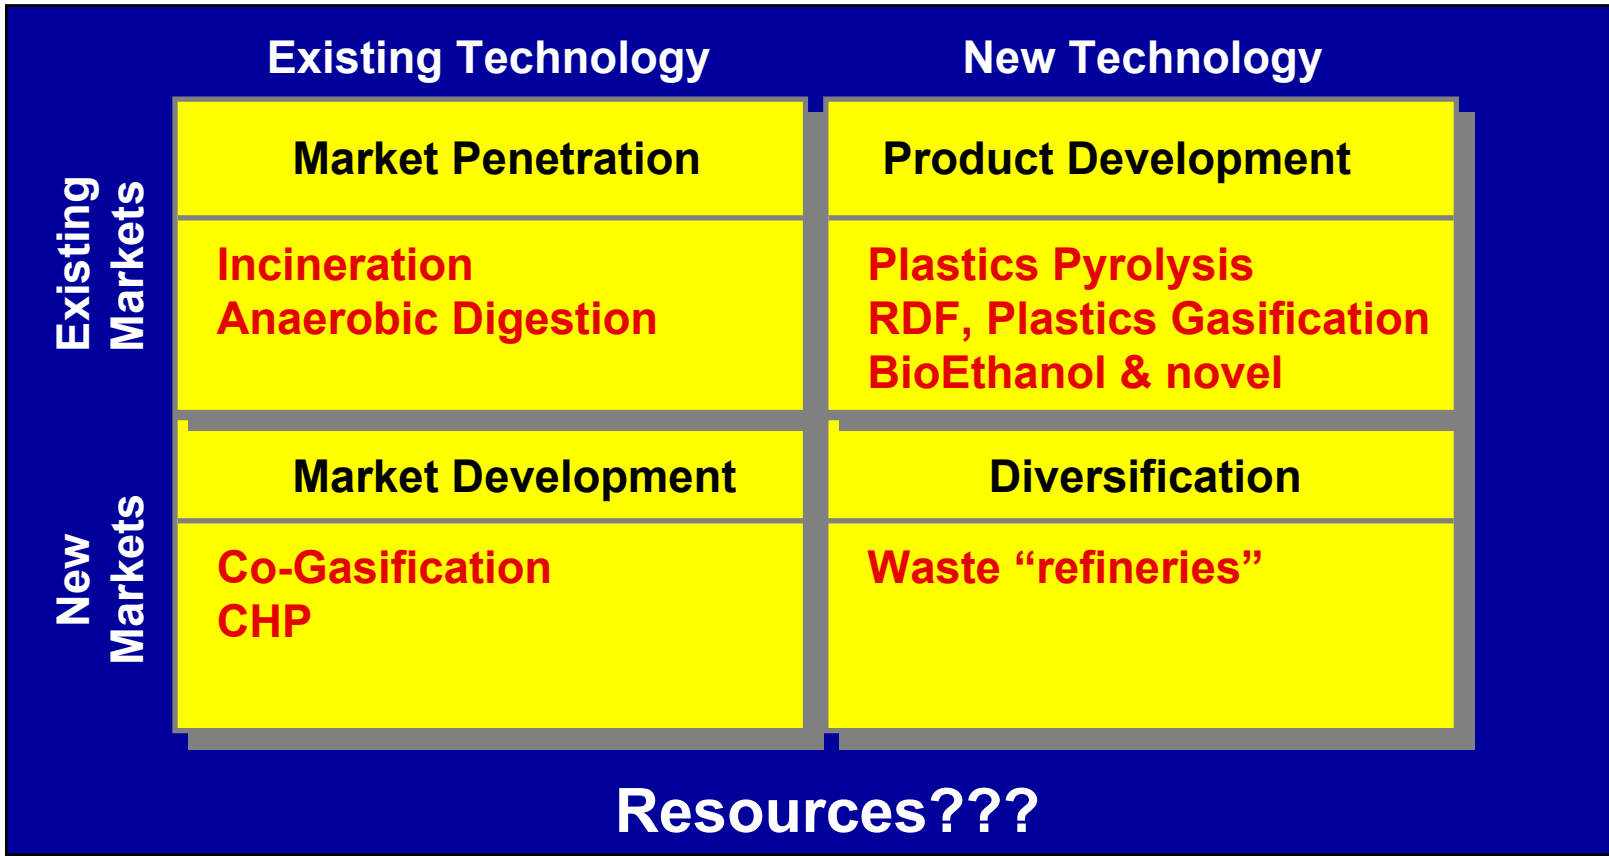 Existing Technology
New Technology
Existing
Markets
Market Penetration
Product Development
Incineration
Anaerobic Digestion
Plastics Pyrolysis
RDF, Plastics Gasification
BioEthanol & novel
New
Markets
Market Development
Diversification
Co-Gasification
CHP
Waste “refineries”
Resources???